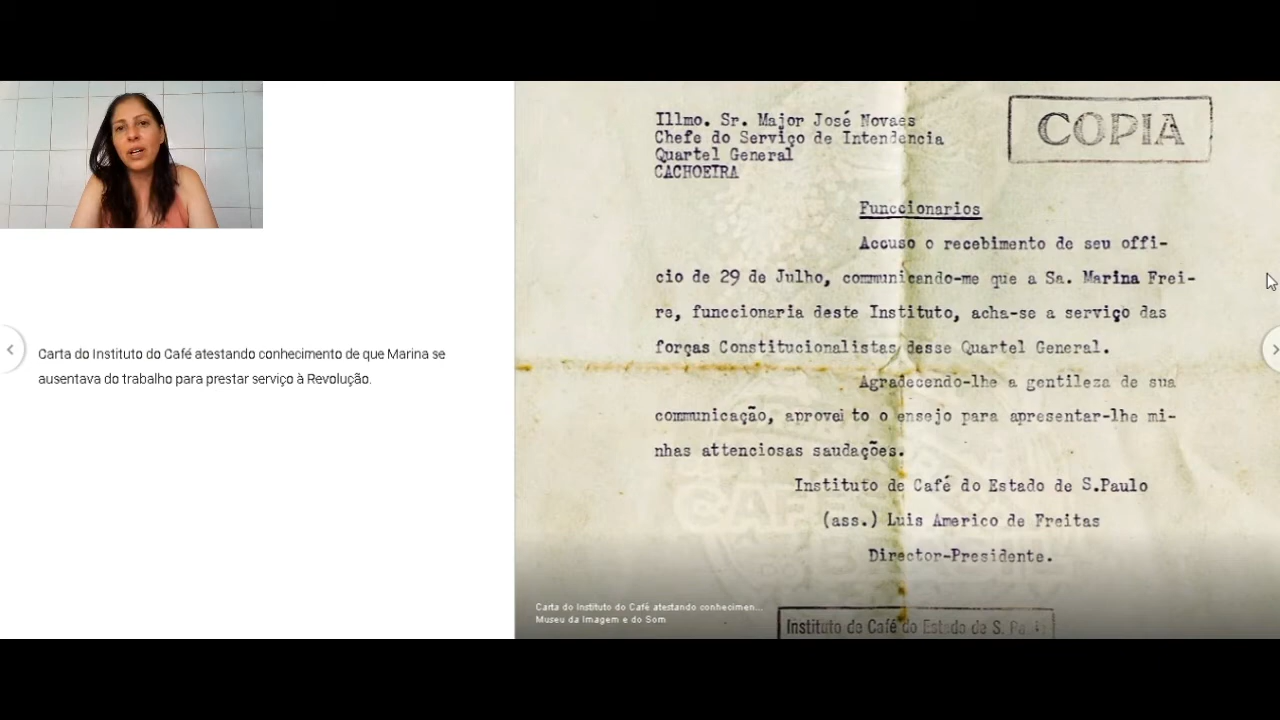 Carta do Instituto do Café atestando conhecimento de que Marina se
ausentava do trabalho para prestar serviço à Revolução.
COPIA
Illmo. Sr. Major José Novaes
Chefe do Serviço de Intendencia
Quartel General
CACHOEIRA
Funccionarios
Accuso o recebimento de seu offi-
cio de 29 de Julho, communicando-me que a Sa. Marina Frei-
re, funccionaria deste Instituto, acha-se a serviço das
forças Constitucionalistas desse Quartel General.
Agradecendo-lhe a gentileza de sua
communicação, aproveito o ensejo para apresentar-lhe mi-
nhas attenciosas saudações.
Instituto de Café do Estado de S.Paulo
(ass.) Luis Americo de Freitas
Director-Presidente.
Carta do Instituto do Café atestando conhecimen...
Museu da Imagem e do Som
Instituto de Café do Estado de S.